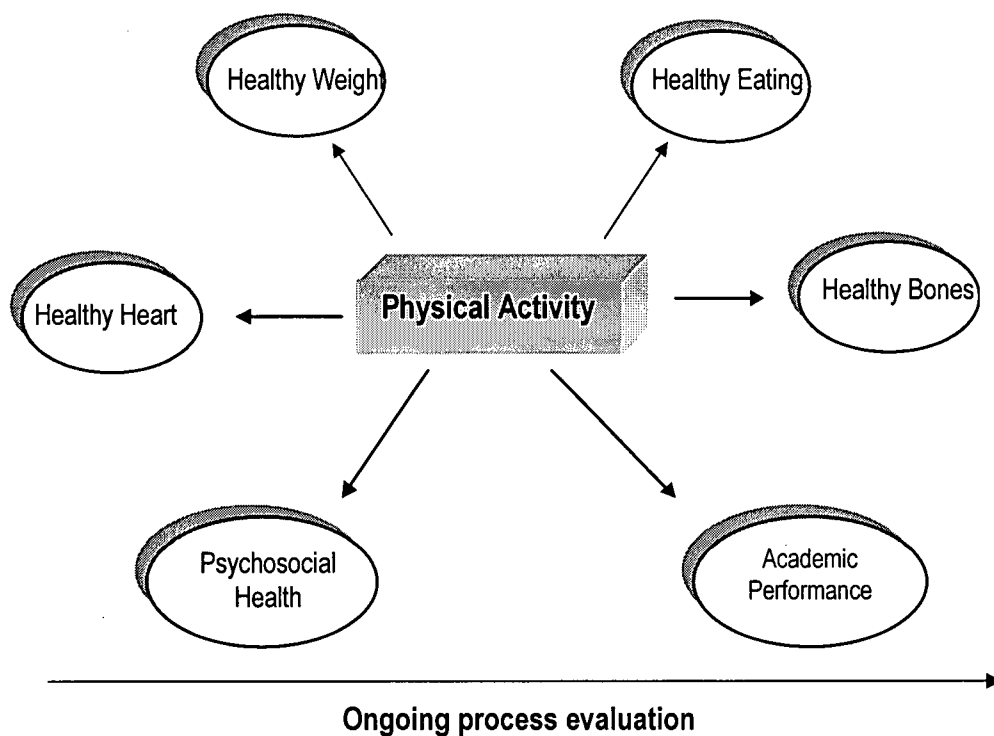 Healthy Weight
Healthy Eating
Healthy Heart
Physical Activity
Healthy Bones
Psychosocial
Health
Academic
Performance
Ongoing process evaluation